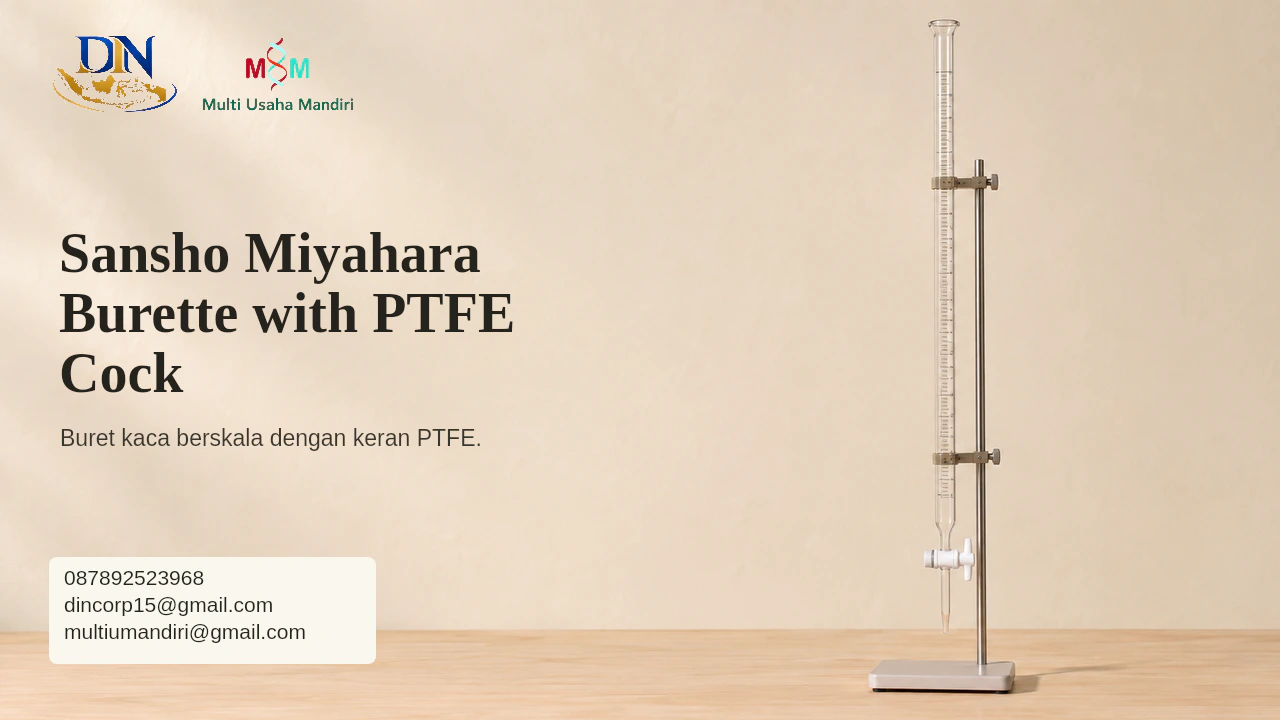 DIN
MSM
Multi Usaha Mandiri
Sansho Miyahara
Burette with PTFE
Cock
Buret kaca berskala dengan keran PTFE.
087892523968
dincorp15@gmail.com
multiumandiri@gmail.com